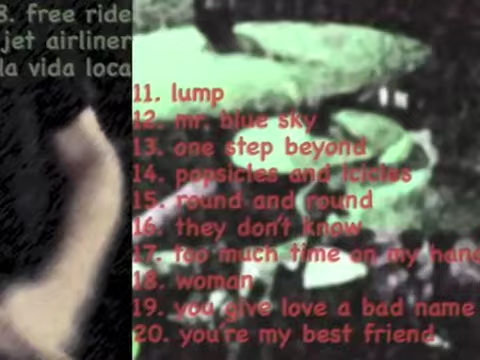 8. free ride
jet airliner
la vida loca
11. lump
12. mr. blue sky
13. one step beyond
14. popsicles and icicles
15. round and round
16. they don't know
17. too much time on my hand
18. woman
19. you give love a bad name
20. you're my best friend